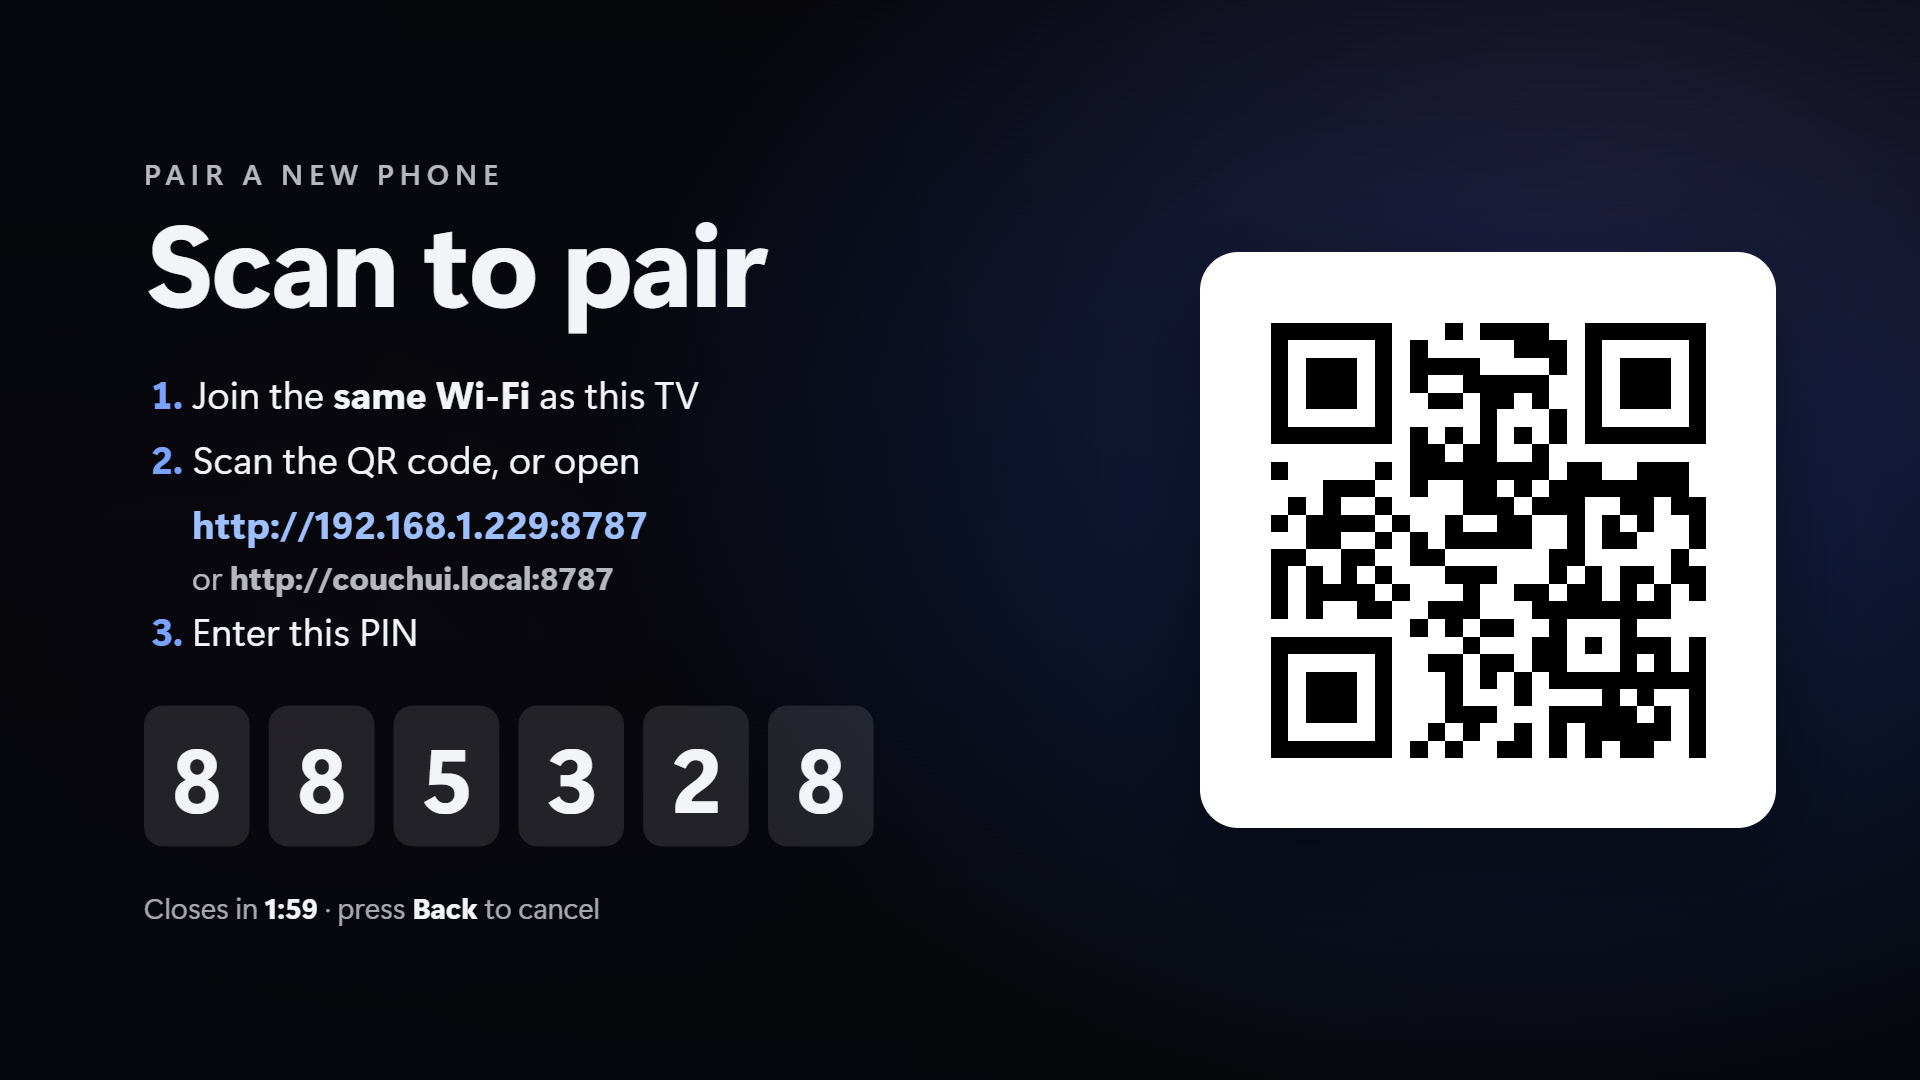 PAIR A NEW PHONE
Scan to pair
1. Join the same Wi-Fi as this TV
2. Scan the QR code, or open
http://192.168.1.229:8787
or http://couchui.local:8787
3. Enter this PIN
8 8 5 3 2 8
Closes in 1:59 · press Back to cancel